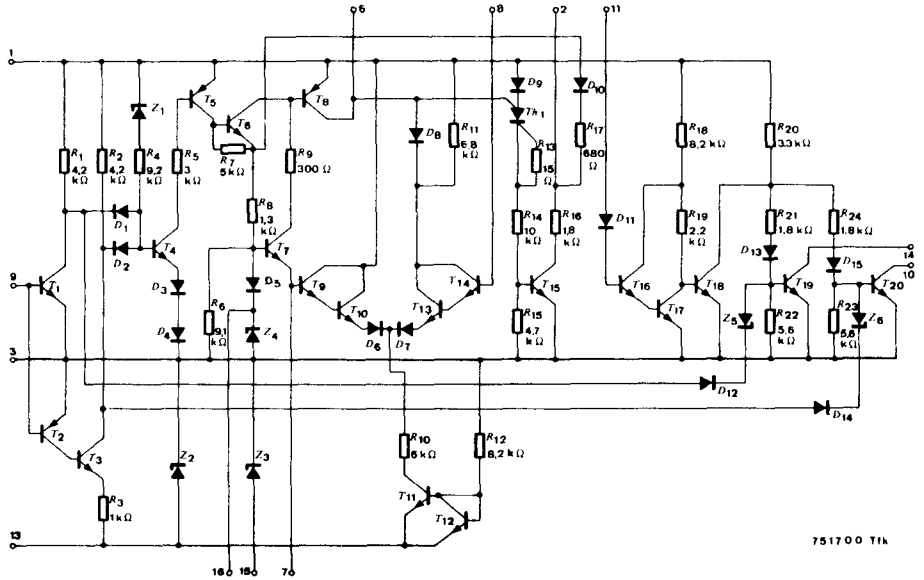 6
8
2
11
1
R1
4,2
kΩ
R2
4,2
kΩ
Z1
R4
9,2
kΩ
R5
3
kΩ
T5
T6
R7
5 kΩ
T8
R9
300 Ω
D8
R11
6,8
kΩ
D9
Th1
R13
15
Ω
D10
R17
680
Ω
R18
8,2 kΩ
R20
3,3 kΩ
D1
D2
T4
R8
1,3
kΩ
T7
R14
10
kΩ
R16
1,8
kΩ
D11
R19
2,2
kΩ
R21
1,8 kΩ
R24
1,8 kΩ
D13
D15
14
10
9
T1
D3
D4
R6
9,1
kΩ
D5
Z4
T9
T10
D6
D7
T13
T14
T15
R15
4,7
kΩ
T16
T17
T18
Z5
T19
R22
5,6
kΩ
R23
5,6
kΩ
Z6
T20
3
D12
D14
T2
T3
R3
1 kΩ
Z2
Z3
R10
6 kΩ
R12
8,2 kΩ
T11
T12
13
16
15
7
751700 Tfk